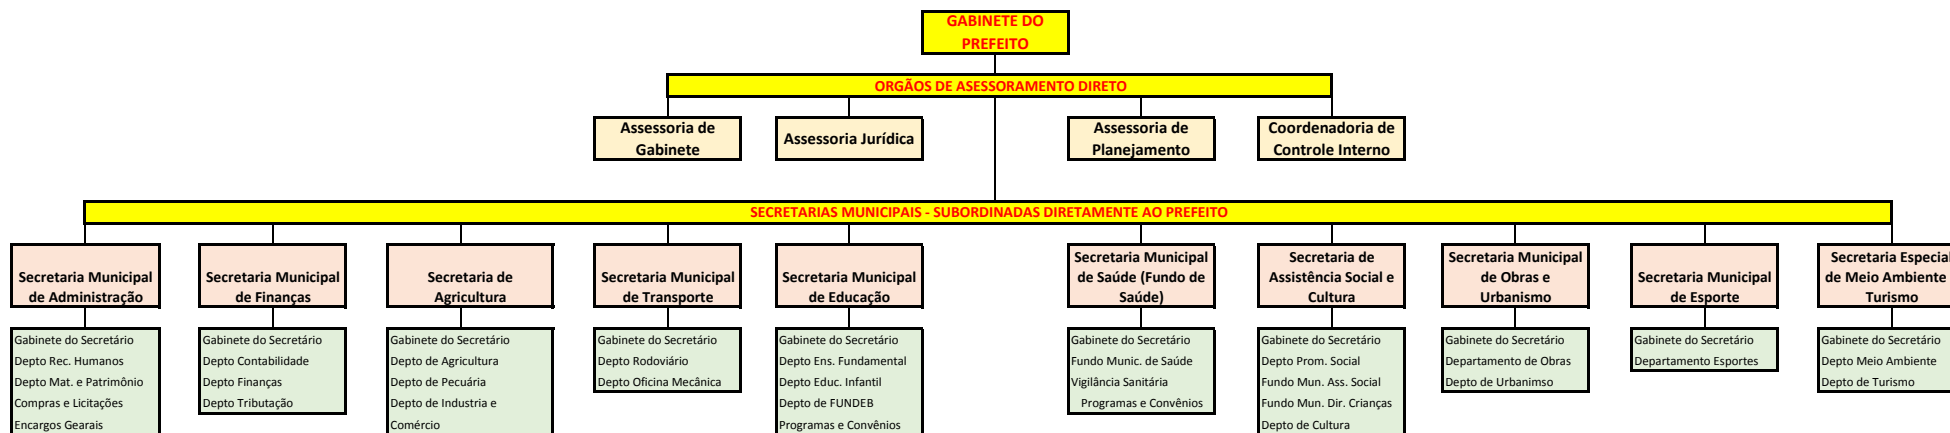 GABINETE DO
PREFEITO
ORGÃOS DE ASESSORAMENTO DIRETO
Assessoria de
Gabinete
Assessoria Jurídica
Assessoria de
Planejamento
Coordenadoria de
Controle Interno
SECRETARIAS MUNICIPAIS - SUBORDINADAS DIRETAMENTE AO PREFEITO
Secretaria Municipal
de Administração
Secretaria Municipal
de Finanças
Secretaria de
Agricultura
Secretaria Municipal
de Transporte
Secretaria Municipal
de Educação
Secretaria Municipal
de Saúde (Fundo de
Saúde)
Secretaria de
Assistência Social e
Cultura
Secretaria Municipal
de Obras e
Urbanismo
Secretaria Municipal
de Esporte
Secretaria Especial
de Meio Ambiente
Turismo
Gabinete do Secretário
Depto Rec. Humanos
Depto Mat. e Patrimônio
Compras e Licitações
Encargos Gearais
Gabinete do Secretário
Depto Contabilidade
Depto Finanças
Depto Tributação
Gabinete do Secretário
Depto de Agricultura
Depto de Pecuária
Depto de Industria e
Comércio
Gabinete do Secretário
Depto Rodoviário
Depto Oficina Mecânica
Gabinete do Secretário
Depto Ens. Fundamental
Depto Educ. Infantil
Depto de FUNDEB
Programas e Convênios
Gabinete do Secretário
Fundo Munic. de Saúde
Vigilância Sanitária
Programas e Convênios
Gabinete do Secretário
Depto Prom. Social
Fundo Mun. Ass. Social
Fundo Mun. Dir. Crianças
Depto de Cultura
Gabinete do Secretário
Departamento de Obras
Depto de Urbanimso
Gabinete do Secretário
Departamento Esportes
Gabinete do Secretário
Depto Meio Ambiente
Depto de Turismo